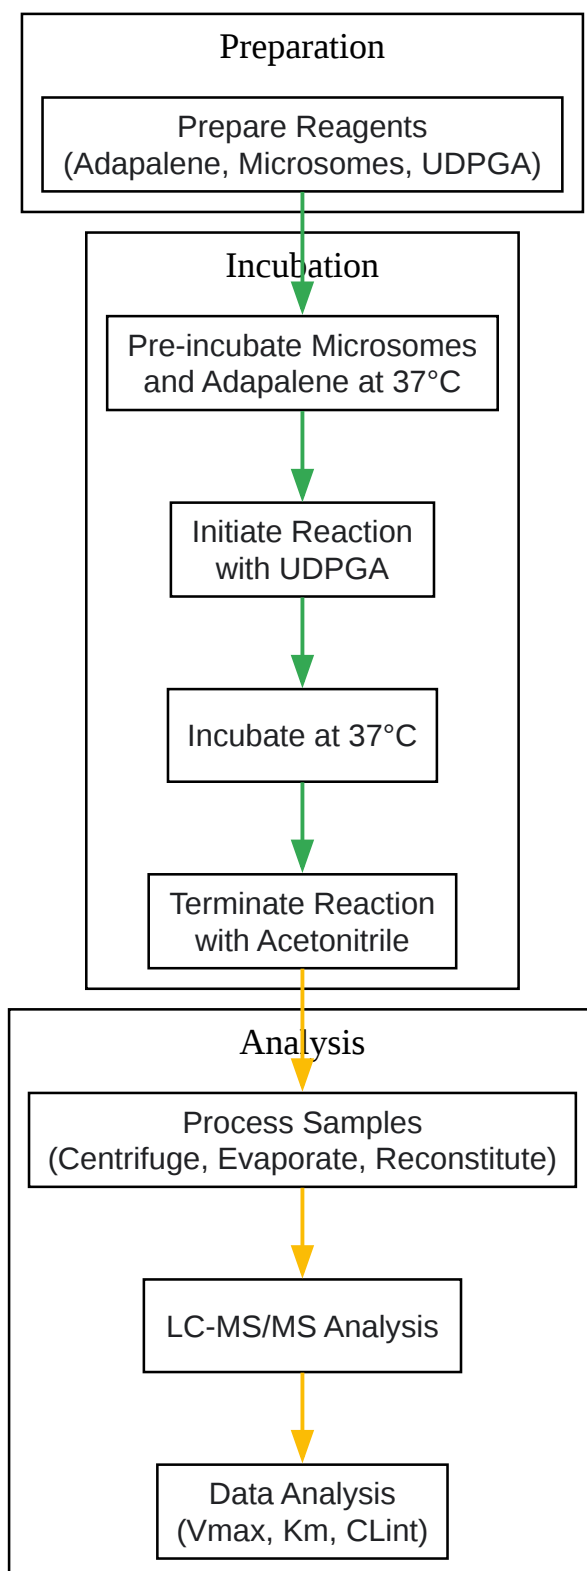 Preparation
Prepare Reagents
(Adapalene, Microsomes, UDPGA)
Incubation
Pre-incubate Microsomes
and Adapalene at 37°C
Initiate Reaction
with UDPGA
Incubate at 37°C
Terminate Reaction
with Acetonitrile
Analysis
Process Samples
(Centrifuge, Evaporate, Reconstitute)
LC-MS/MS Analysis
Data Analysis
(Vmax, Km, CLint)